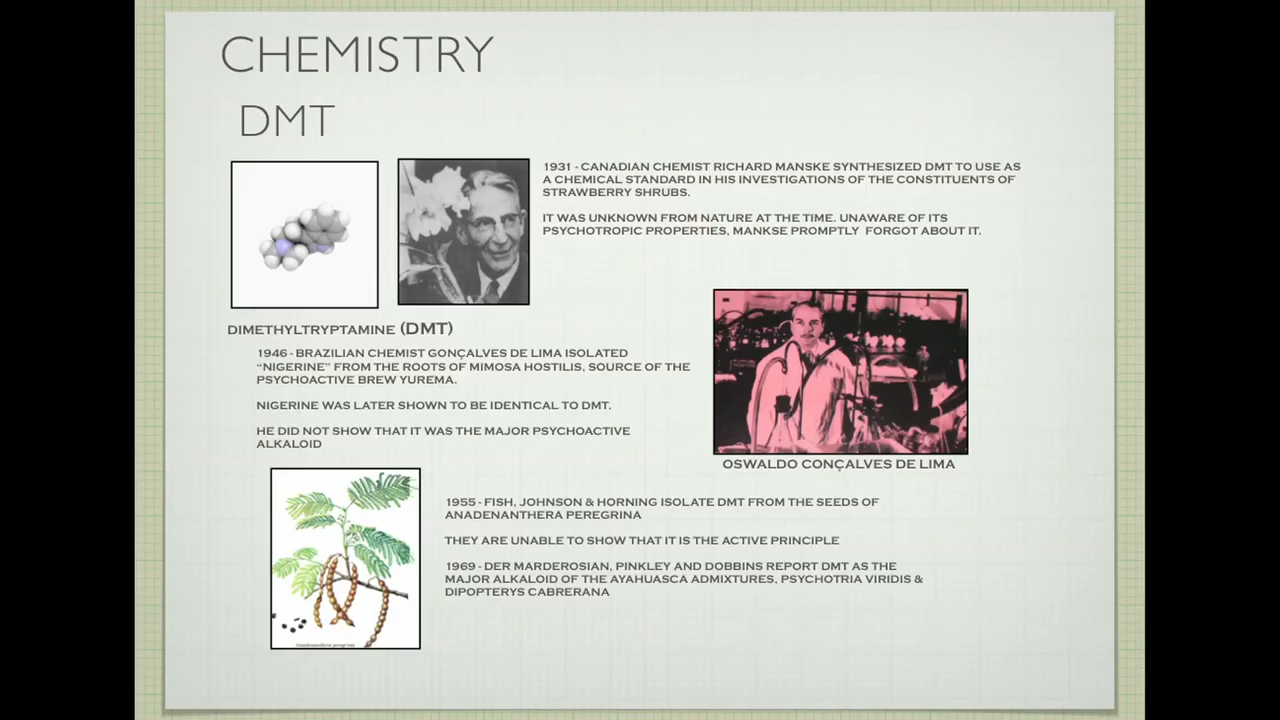 CHEMISTRY
DMT
1931 - CANADIAN CHEMIST RICHARD MANSKE SYNTHESIZED DMT TO USE AS
A CHEMICAL STANDARD IN HIS INVESTIGATIONS OF THE CONSTITUENTS OF
STRAWBERRY SHRUBS.
IT WAS UNKNOWN FROM NATURE AT THE TIME. UNAWARE OF ITS
PSYCHOTROPIC PROPERTIES, MANKSE PROMPTLY FORGOT ABOUT IT.
DIMETHYLTRYPTAMINE (DMT)
1946 - BRAZILIAN CHEMIST GONÇALVES DE LIMA ISOLATED
“NIGERINE” FROM THE ROOTS OF MIMOSA HOSTILIS, SOURCE OF THE
PSYCHOACTIVE BREW YUREMA.
NIGERINE WAS LATER SHOWN TO BE IDENTICAL TO DMT.
HE DID NOT SHOW THAT IT WAS THE MAJOR PSYCHOACTIVE
ALKALOID
OSWALDO CONÇALVES DE LIMA
1955 - FISH, JOHNSON & HORNING ISOLATE DMT FROM THE SEEDS OF
ANADENANTHERA PEREGRINA
THEY ARE UNABLE TO SHOW THAT IT IS THE ACTIVE PRINCIPLE
1969 - DER MARDEROSIAN, PINKLEY AND DOBBINS REPORT DMT AS THE
MAJOR ALKALOID OF THE AYAHUASCA ADMIXTURES, PSYCHOTRIA VIRIDIS &
DIPOPTERYS CABRERANA
Anadenanthera peregrina